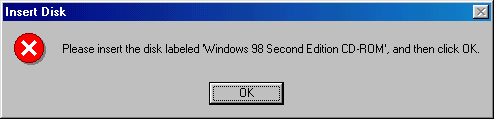 Insert Disk
Please insert the disk labeled 'Windows 98 Second Edition CD-ROM', and then click OK.
OK